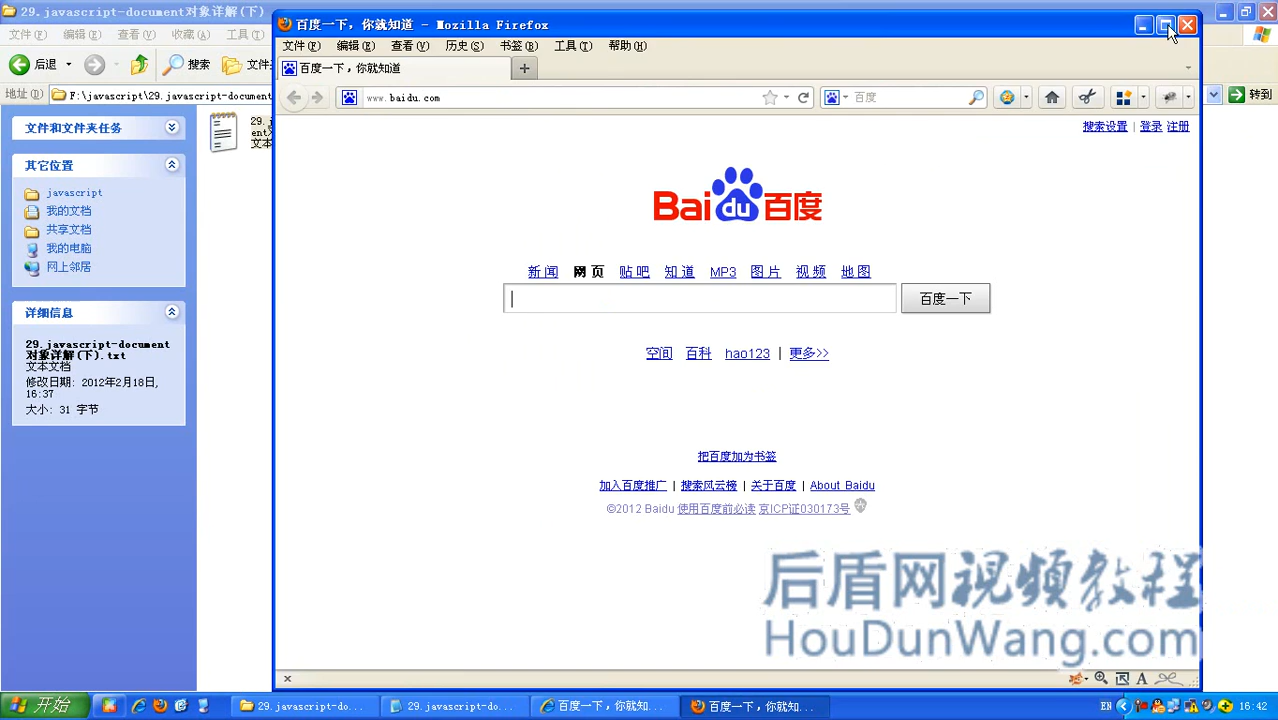 29.javascript-document对象详解(下)
文件(F) 编辑(E) 查看(V) 收藏(A) 工具(T)
后退 搜索 文件
地址(D) F:\javascript\29.javascript-document
转到
文件和文件夹任务
其它位置
javascript
我的文档
共享文档
我的电脑
网上邻居
详细信息
29.javascript-document
对象详解(下).txt
文本文档
修改日期: 2012年2月18日,
16:37
大小: 31 字节
百度一下，你就知道 - Mozilla Firefox
文件(F) 编辑(E) 查看(V) 历史(S) 书签(B) 工具(T) 帮助(H)
百度一下，你就知道
www.baidu.com
百度
搜索设置 | 登录 注册
Bai du 百度
新闻 网页 贴吧 知道 MP3 图片 视频 地图
百度一下
空间 百科 hao123 | 更多>>
把百度加为书签
加入百度推广 | 搜索风云榜 | 关于百度 | About Baidu
©2012 Baidu 使用百度前必读 京ICP证030173号
后盾网视频教程
HouDunWang.com
开始
29.javascript-do...
29.javascript-do...
百度一下，你就知...
百度一下，你就知...
EN
16:42